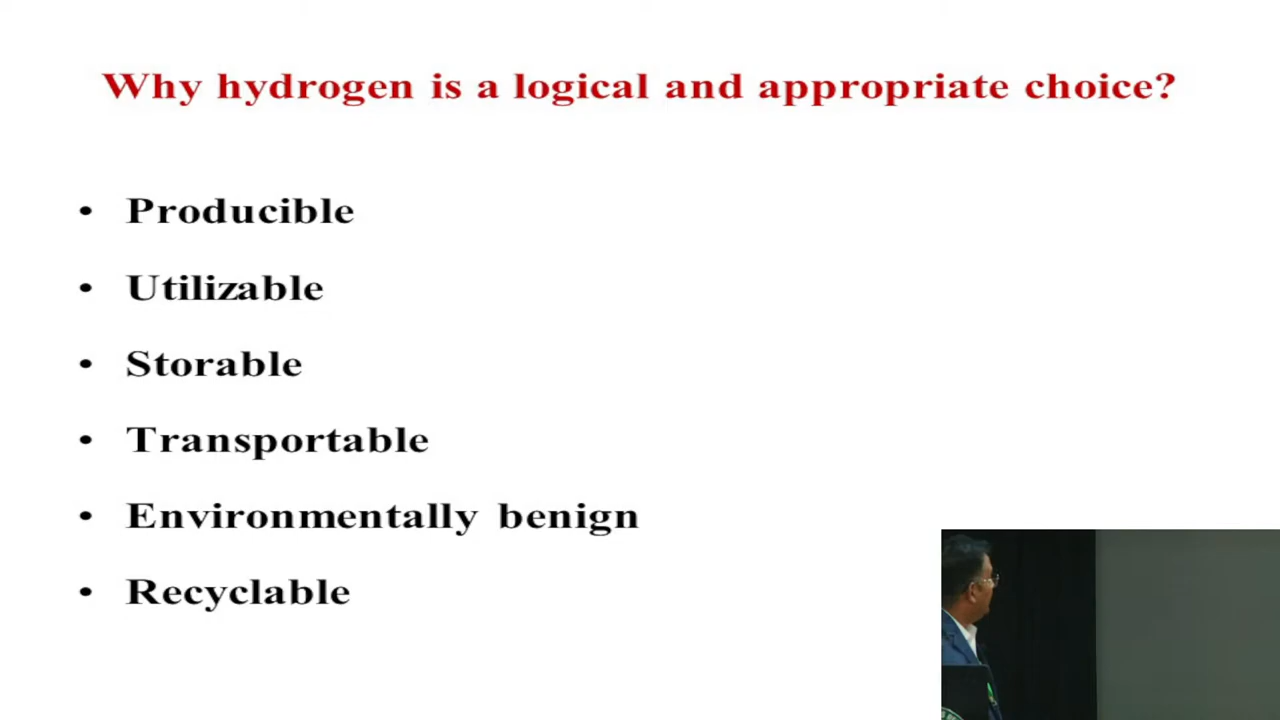 Why hydrogen is a logical and appropriate choice?
• Producible
• Utilizable
• Storable
• Transportable
• Environmentally benign
• Recyclable